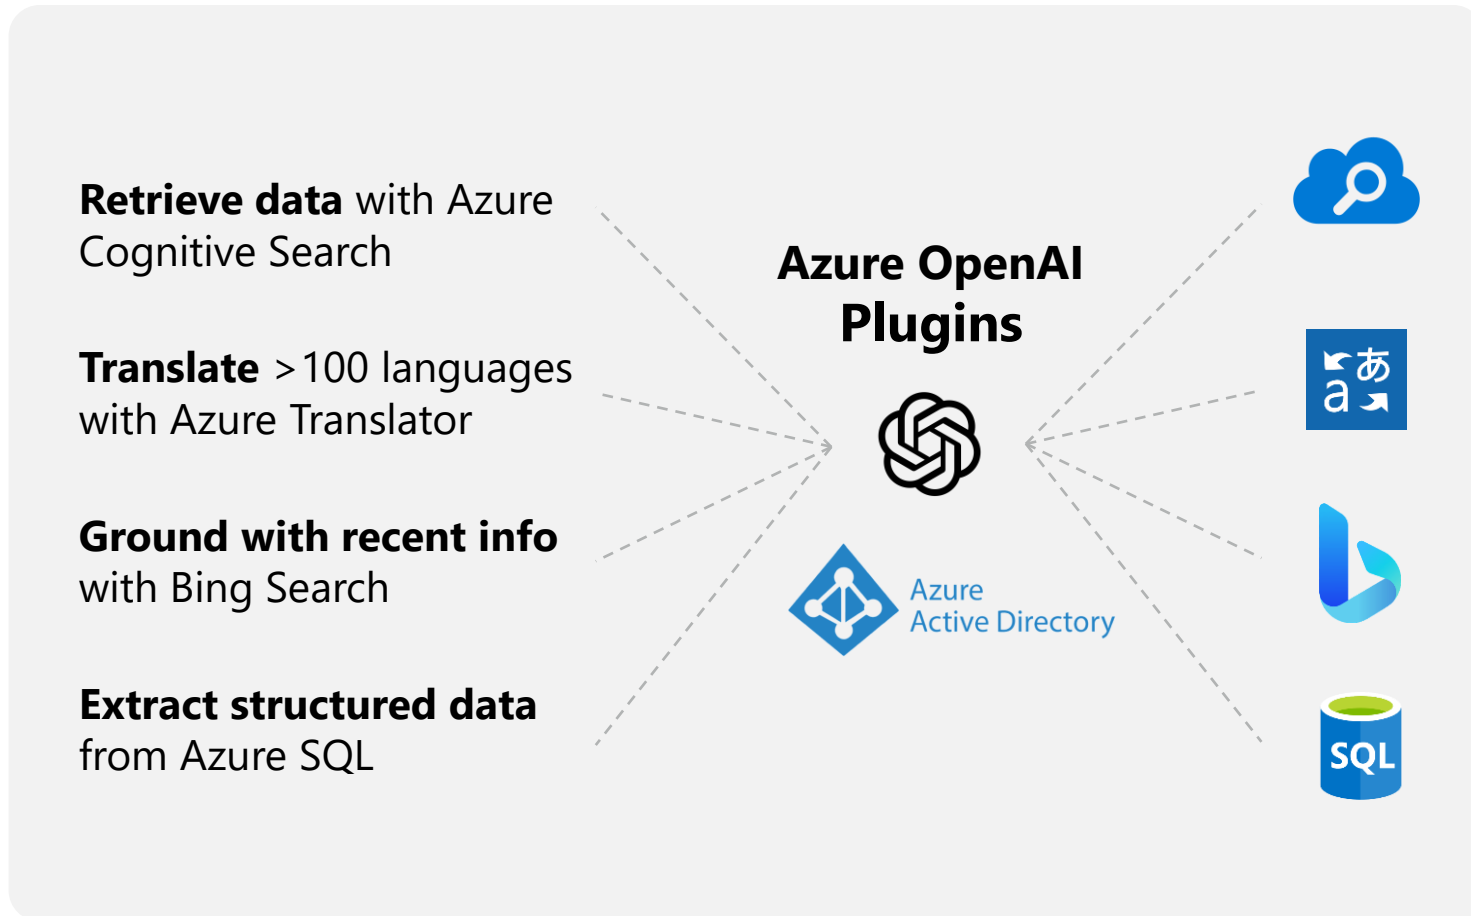 Retrieve data with Azure
Cognitive Search
Translate >100 languages
with Azure Translator
Ground with recent info
with Bing Search
Extract structured data
from Azure SQL
Azure OpenAI
Plugins
Azure
Active Directory
a あ
SQL